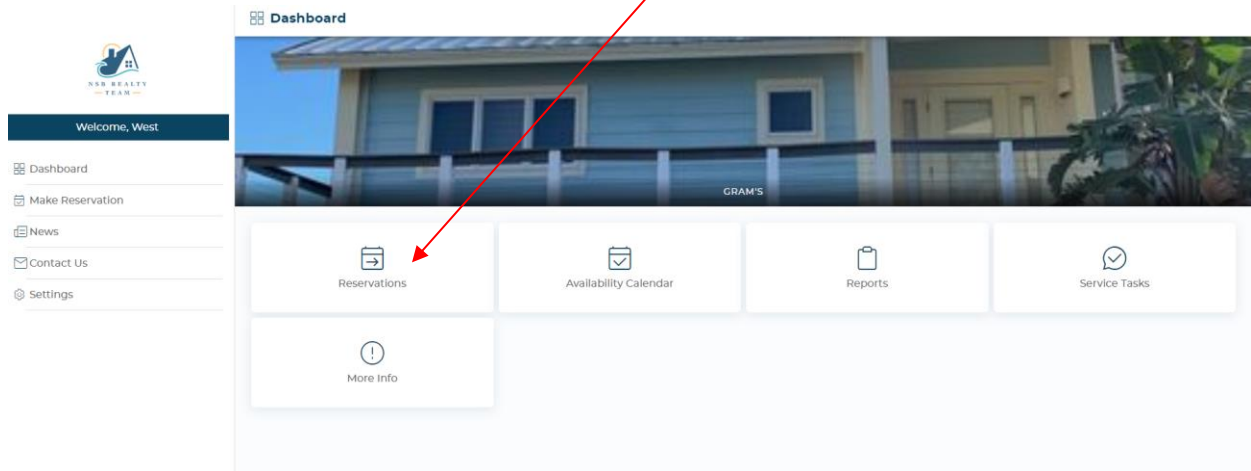 Dashboard
NSB REALTY
— TEAM —
Welcome, West
Dashboard
Make Reservation
News
Contact Us
Settings
GRAM'S
Reservations
Availability Calendar
Reports
Service Tasks
More Info